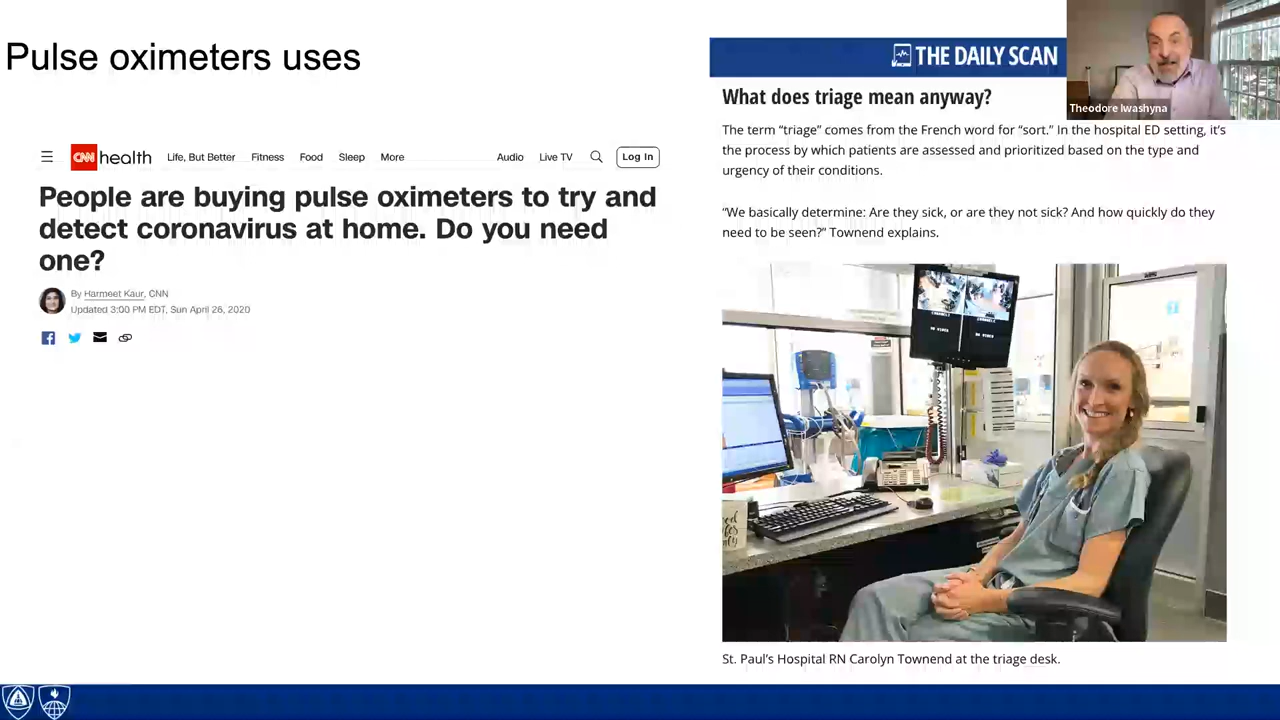 Pulse oximeters uses
CNN health Life, But Better Fitness Food Sleep More Audio Live TV Log In
People are buying pulse oximeters to try and
detect coronavirus at home. Do you need
one?
By Harmeet Kaur, CNN
Updated 3:00 PM EDT, Sun April 26, 2020
THE DAILY SCAN
What does triage mean anyway?
The term “triage” comes from the French word for “sort.” In the hospital ED setting, it’s
the process by which patients are assessed and prioritized based on the type and
urgency of their conditions.
“We basically determine: Are they sick, or are they not sick? And how quickly do they
need to be seen?” Townend explains.
St. Paul’s Hospital RN Carolyn Townend at the triage desk.
Theodore Iwashyna